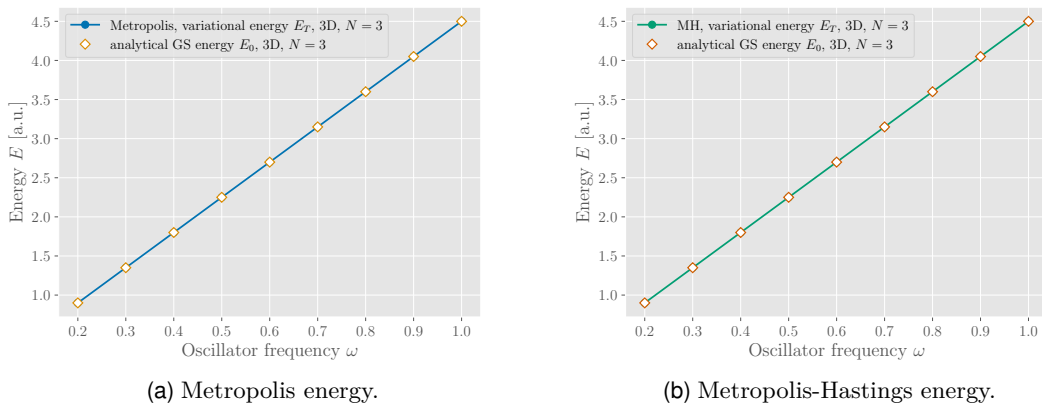 Metropolis, variational energy $E_T$, 3D, $N = 3$
analytical GS energy $E_0$, 3D, $N = 3$
4.5
4.0
3.5
3.0
2.5
2.0
1.5
1.0
Energy $E$ [a.u.]
0.2 0.3 0.4 0.5 0.6 0.7 0.8 0.9 1.0
Oscillator frequency $\omega$
(a) Metropolis energy.
MH, variational energy $E_T$, 3D, $N = 3$
analytical GS energy $E_0$, 3D, $N = 3$
4.5
4.0
3.5
3.0
2.5
2.0
1.5
1.0
Energy $E$ [a.u.]
0.2 0.3 0.4 0.5 0.6 0.7 0.8 0.9 1.0
Oscillator frequency $\omega$
(b) Metropolis-Hastings energy.